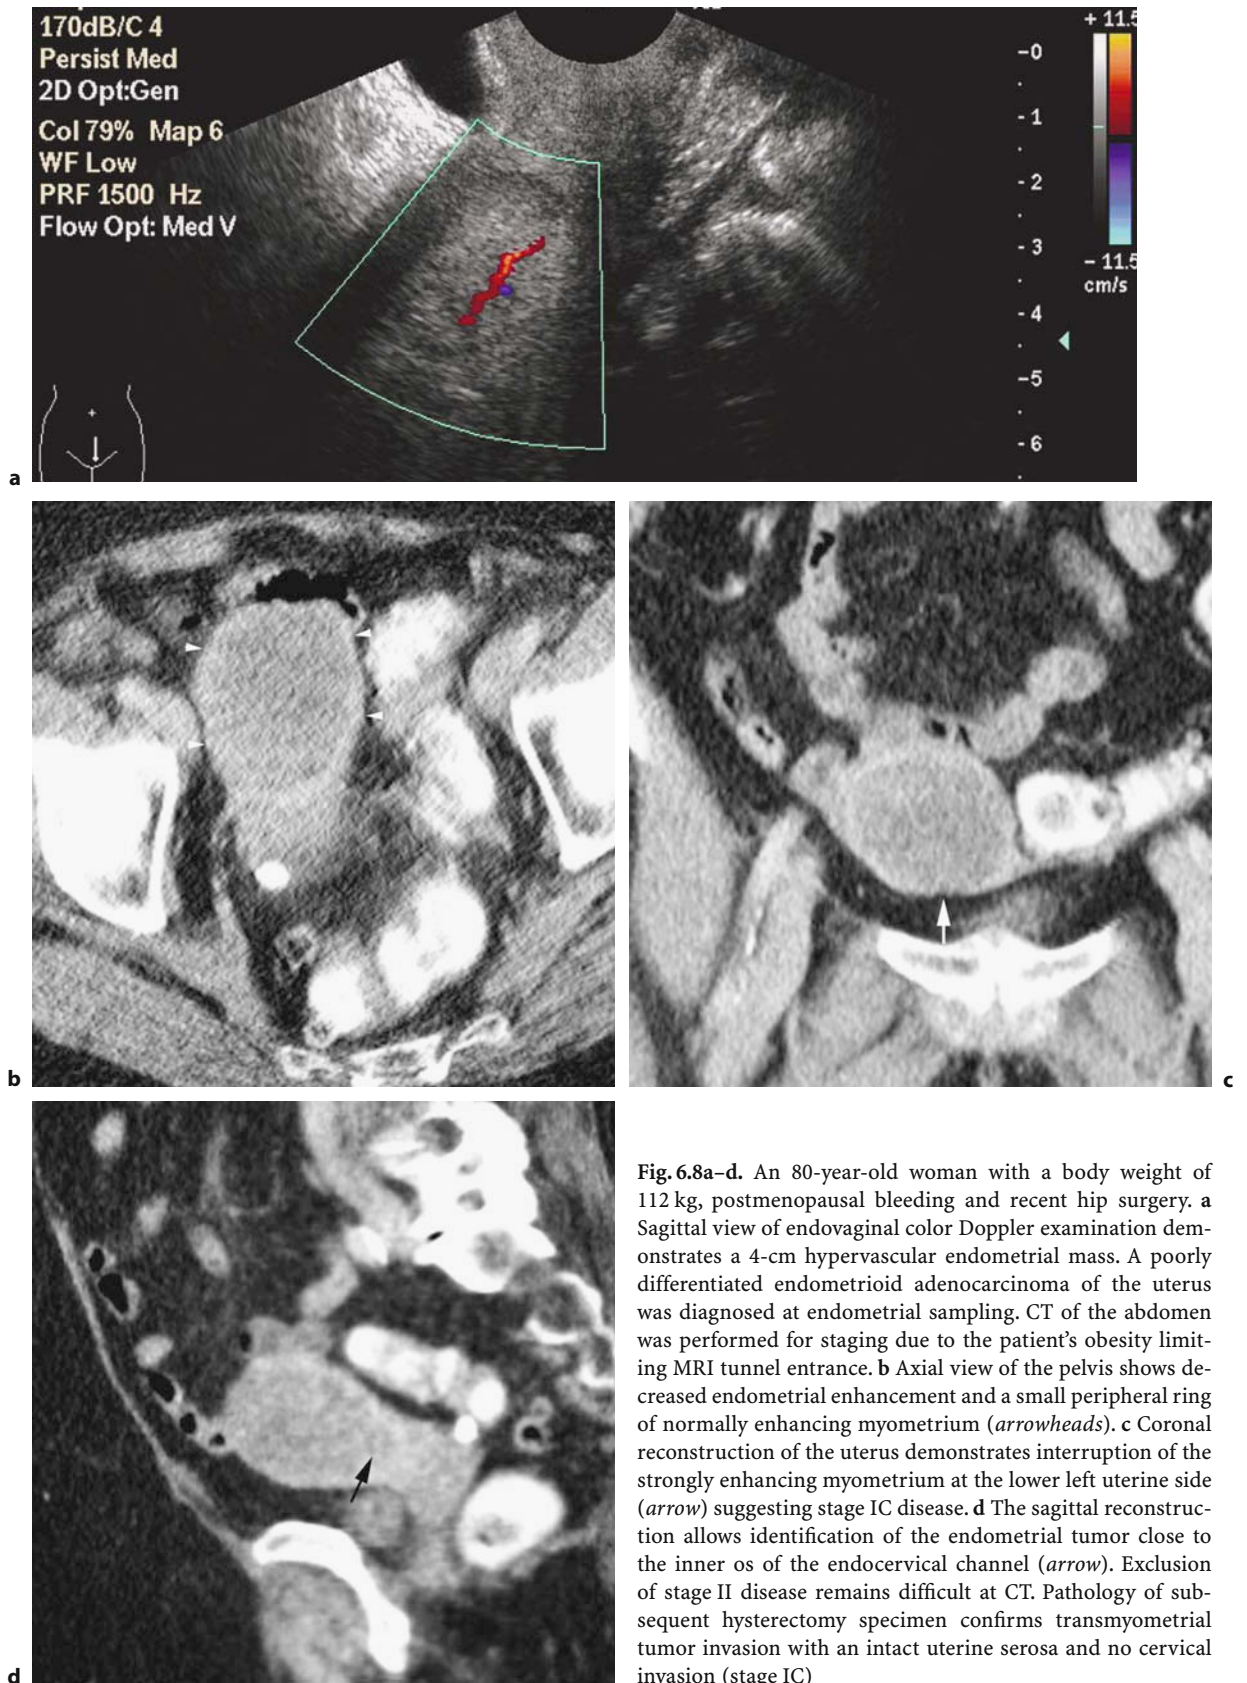 170dB/C 4
Persist Med
2D Opt:Gen
Col 79% Map 6
WF Low
PRF 1500 Hz
Flow Opt: Med V
+ 11.5
-0
- 1
- 2
- 3
- 4
-5
- 6
- 11.5
cm/s
a
b
c
d
Fig. 6.8a–d. An 80-year-old woman with a body weight of
112 kg, postmenopausal bleeding and recent hip surgery. a
Sagittal view of endovaginal color Doppler examination dem-
onstrates a 4-cm hypervascular endometrial mass. A poorly
differentiated endometrioid adenocarcinoma of the uterus
was diagnosed at endometrial sampling. CT of the abdomen
was performed for staging due to the patient's obesity limit-
ing MRI tunnel entrance. b Axial view of the pelvis shows de-
creased endometrial enhancement and a small peripheral ring
of normally enhancing myometrium (arrowheads). c Coronal
reconstruction of the uterus demonstrates interruption of the
strongly enhancing myometrium at the lower left uterine side
(arrow) suggesting stage IC disease. d The sagittal reconstruc-
tion allows identification of the endometrial tumor close to
the inner os of the endocervical channel (arrow). Exclusion
of stage II disease remains difficult at CT. Pathology of sub-
sequent hysterectomy specimen confirms transmyometrial
tumor invasion with an intact uterine serosa and no cervical
invasion (stage IC)